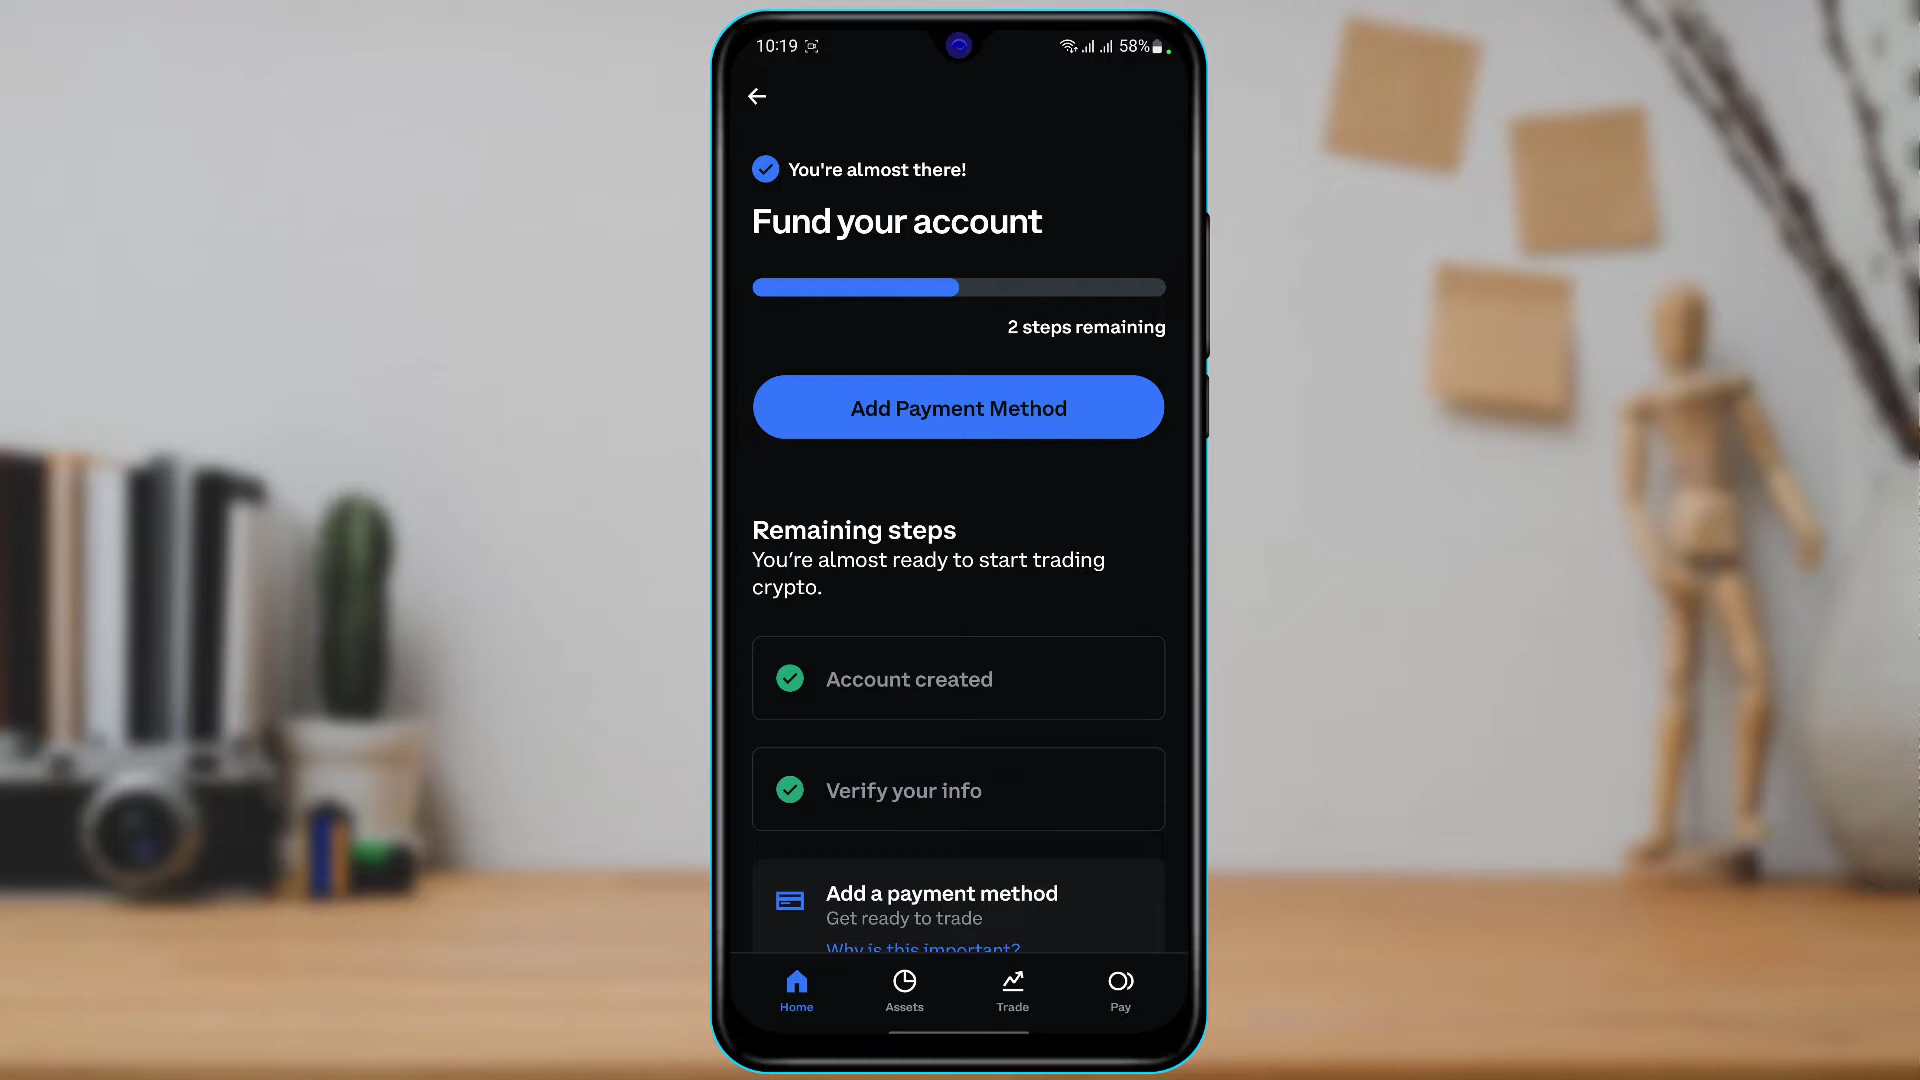 10:19
58%
You're almost there!
Fund your account
2 steps remaining
Add Payment Method
Remaining steps
You’re almost ready to start trading
crypto.
Account created
Verify your info
Add a payment method
Get ready to trade
Why is this important?
Home
Assets
Trade
Pay